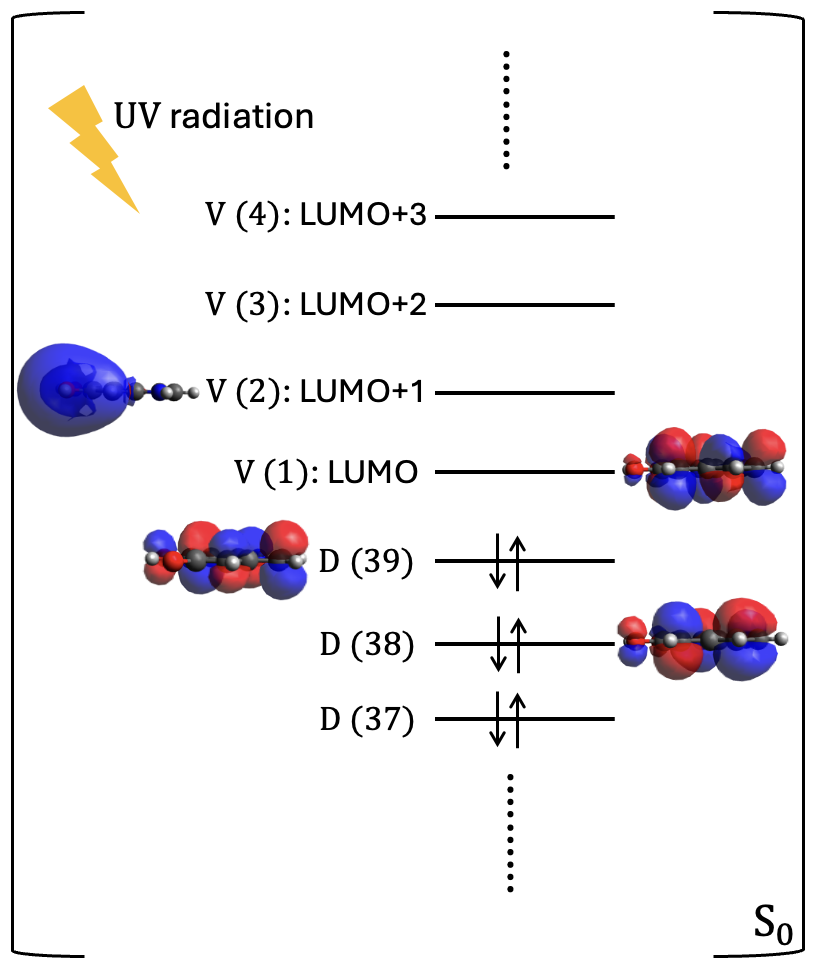 UV radiation
V (4): LUMO+3
V (3): LUMO+2
V (2): LUMO+1
V (1): LUMO
D (39)
D (38)
D (37)
S₀